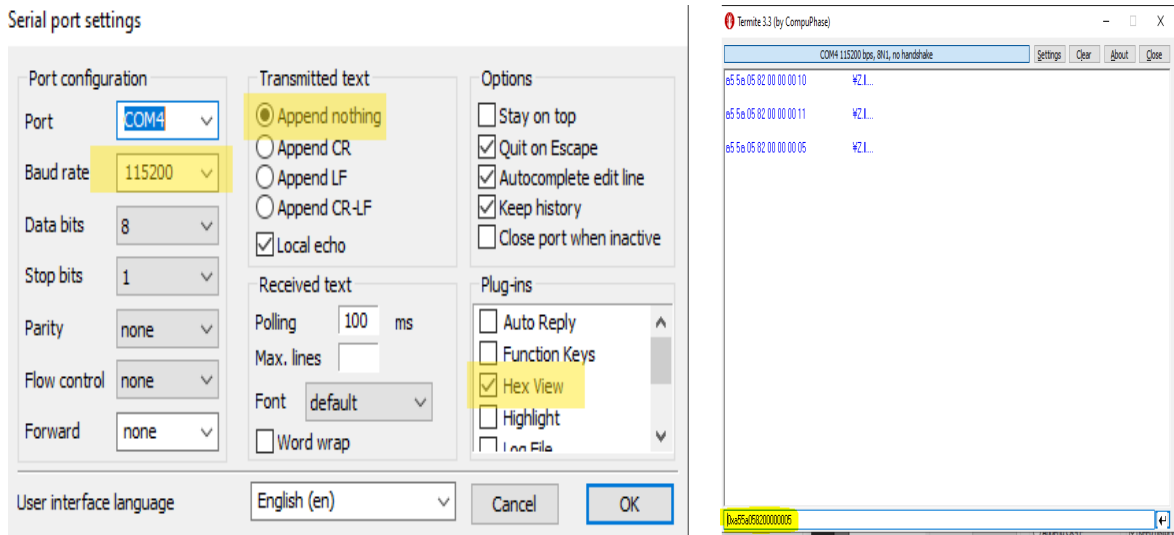 Serial port settings
Port configuration
Port COM4
Baud rate 115200
Data bits 8
Stop bits 1
Parity none
Flow control none
Forward none
Transmitted text
Append nothing
Append CR
Append LF
Append CR-LF
Local echo
Received text
Polling 100 ms
Max. lines
Font default
Word wrap
Options
Stay on top
Quit on Escape
Autocomplete edit line
Keep history
Close port when inactive
Plug-ins
Auto Reply
Function Keys
Hex View
Highlight
Log File
User interface language English (en) Cancel OK
Termite 3.3 (by CompuPhase)
COM4 115200 bps, 8N1, no handshake Settings Clear About Close
a5 5a 05 82 00 00 00 10 ¥Z.I....
a5 5a 05 82 00 00 00 11 ¥Z.I....
a5 5a 05 82 00 00 00 05 ¥Z.I....
0xa55a058200000005